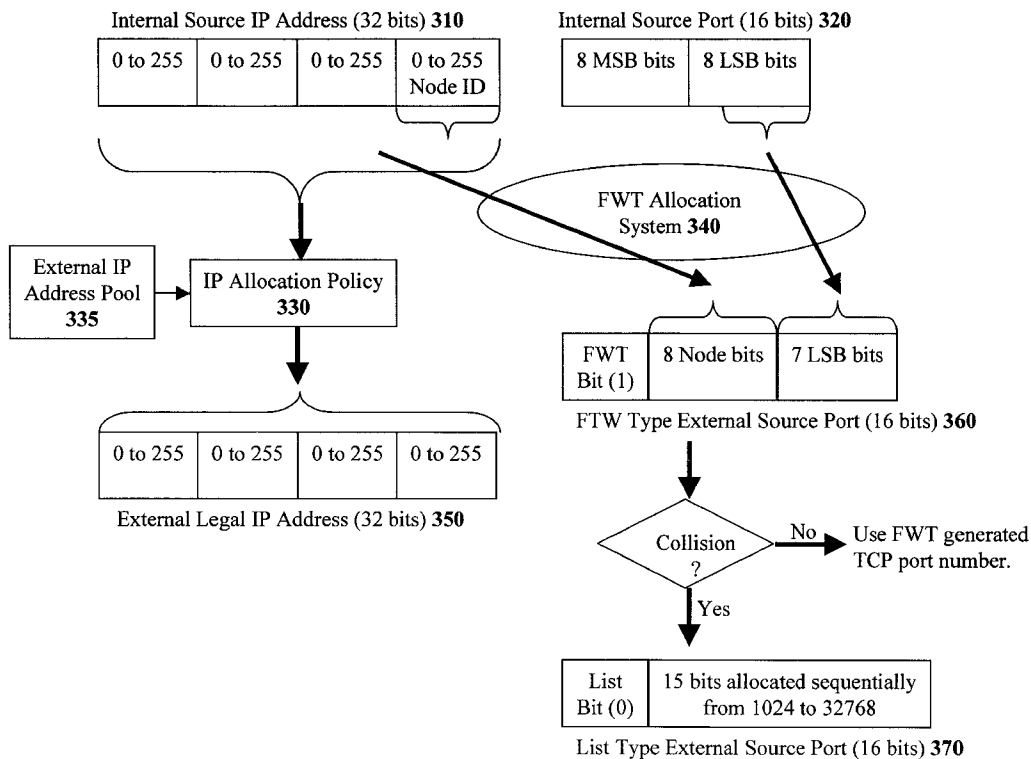 Internal Source IP Address (32 bits) 310
0 to 255
0 to 255
0 to 255
0 to 255
Node ID
Internal Source Port (16 bits) 320
8 MSB bits
8 LSB bits
FWT Allocation
System 340
External IP
Address Pool
335
IP Allocation Policy
330
FWT
Bit (1)
8 Node bits
7 LSB bits
FTW Type External Source Port (16 bits) 360
0 to 255
0 to 255
0 to 255
0 to 255
External Legal IP Address (32 bits) 350
Collision
?
No
Use FWT generated
TCP port number.
Yes
List
Bit (0)
15 bits allocated sequentially
from 1024 to 32768
List Type External Source Port (16 bits) 370